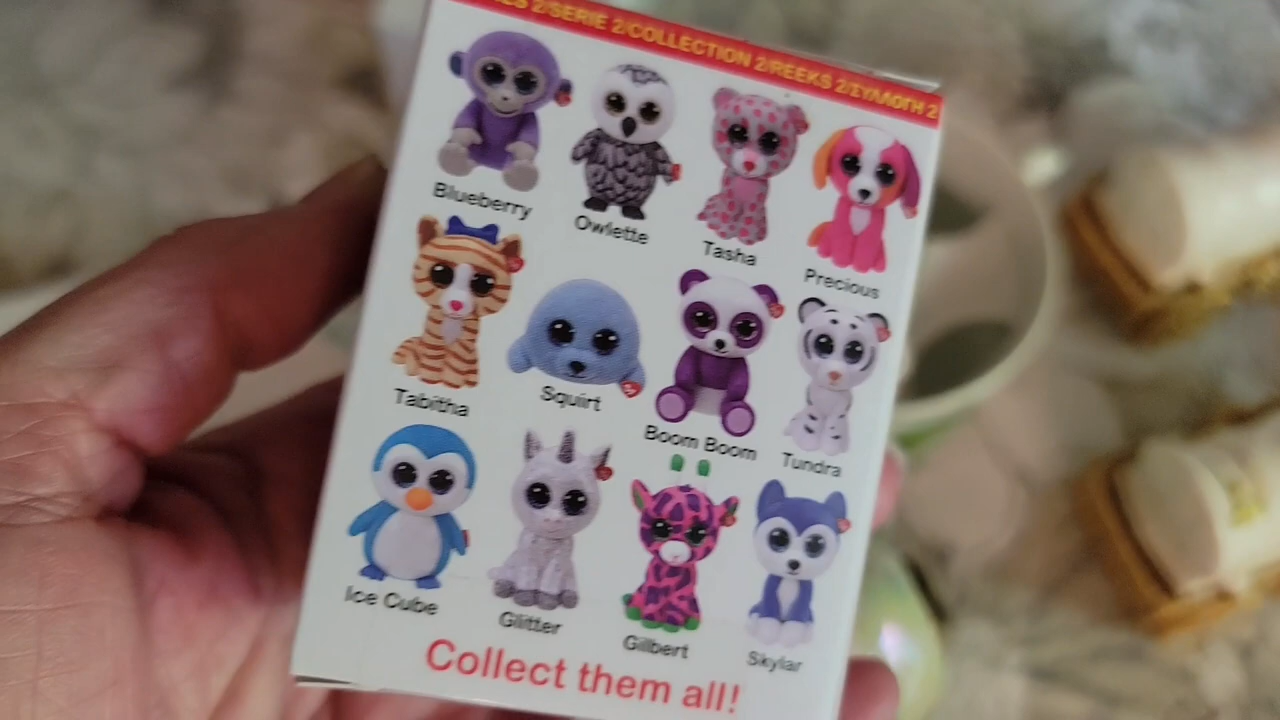 2/SERIE 2/COLLECTION 2/REEKS 2/ΣΥΛΛΟΓΗ 2
Blueberry Owlette Tasha Precious
Tabitha Squirt Boom Boom Tundra
Ice Cube Glitter Gilbert Skylar
Collect them all!